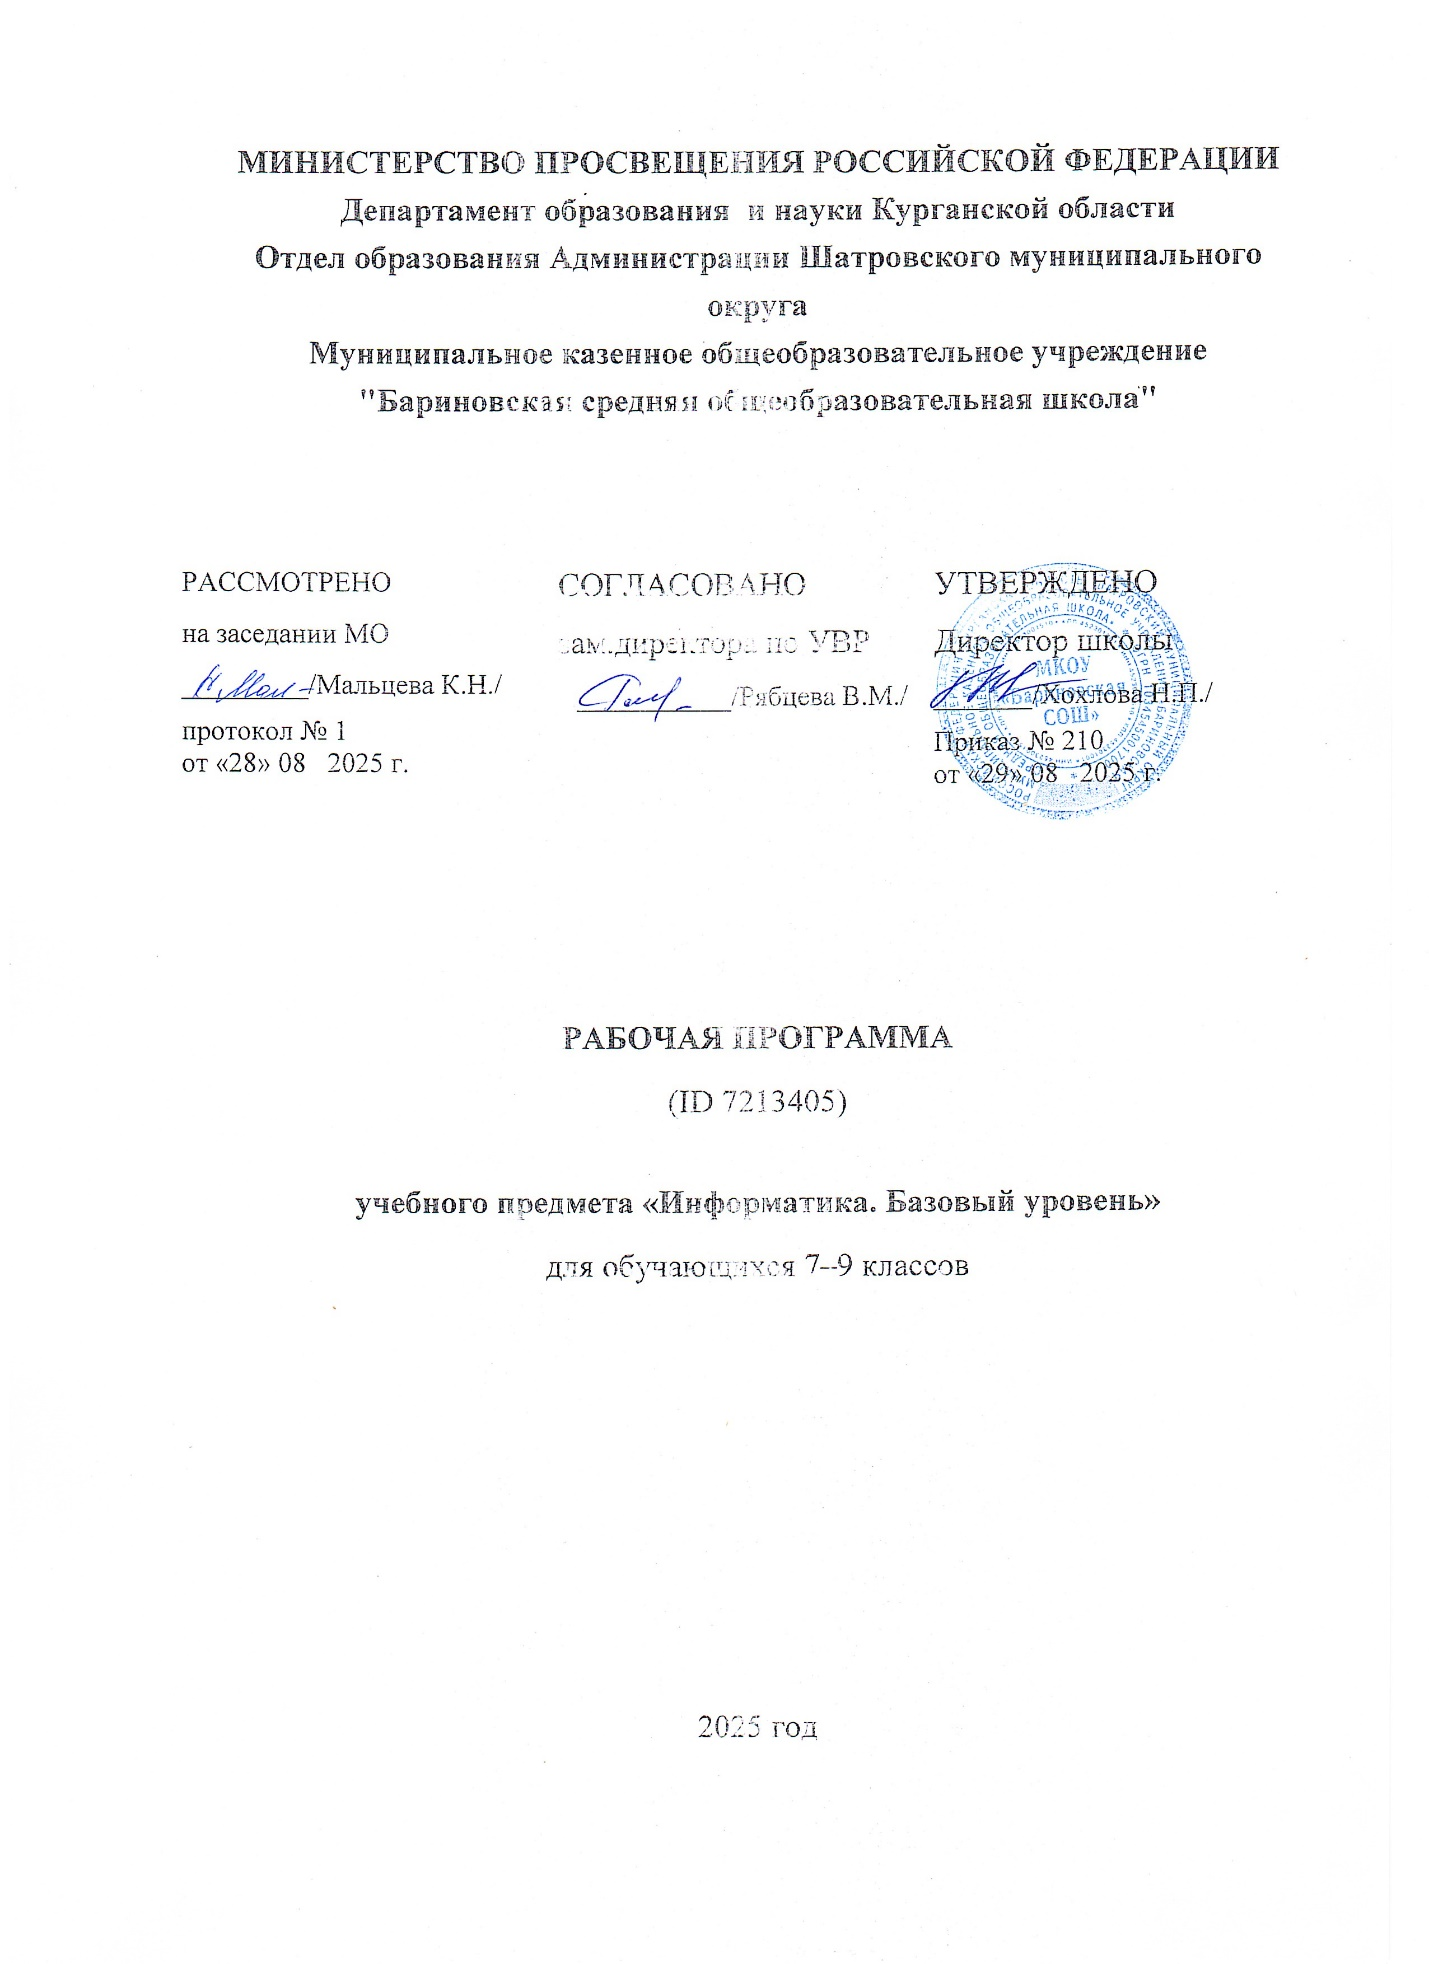 МИНИСТЕРСТВО ПРОСВЕЩЕНИЯ РОССИЙСКОЙ ФЕДЕРАЦИИ
Департамент образования и науки Курганской области
Отдел образования Администрации Шатровского муниципального
округа
Муниципальное казенное общеобразовательное учреждение
"Бариновская средняя общеобразовательная школа"
РАССМОТРЕНО
на заседании МО
/Мальцева К.Н./
протокол № 1
от «28» 08 2025 г.
СОГЛАСОВАНО
зам.директора по УВР
/Рябцева В.М./
УТВЕРЖДЕНО
Директор школы
/Хохлова Н.П./
Приказ № 210
от «29» 08 2025 г.
МКОУ
«Бариновская
СОШ»
РАБОЧАЯ ПРОГРАММА
(ID 7213405)
учебного предмета «Информатика. Базовый уровень»
для обучающихся 7–9 классов
2025 год